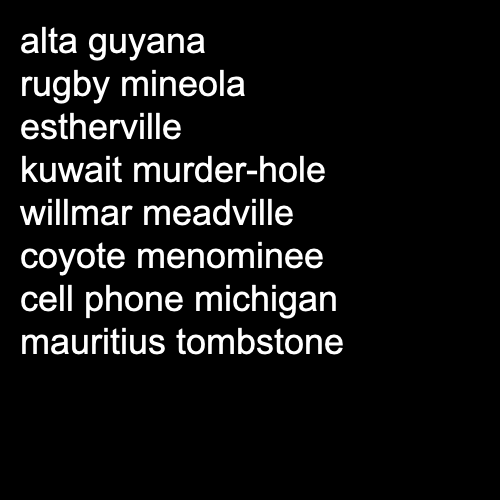 alta guyana
rugby mineola
estherville
kuwait murder-hole
willmar meadville
coyote menominee
cell phone michigan
mauritius tombstone